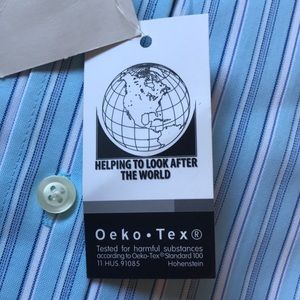 HELPING TO LOOK AFTER
THE WORLD
Oeko•Tex®
Tested for harmful substances
according to Oeko-Tex® Standard 100
11 HUS 91085 Hohenstein